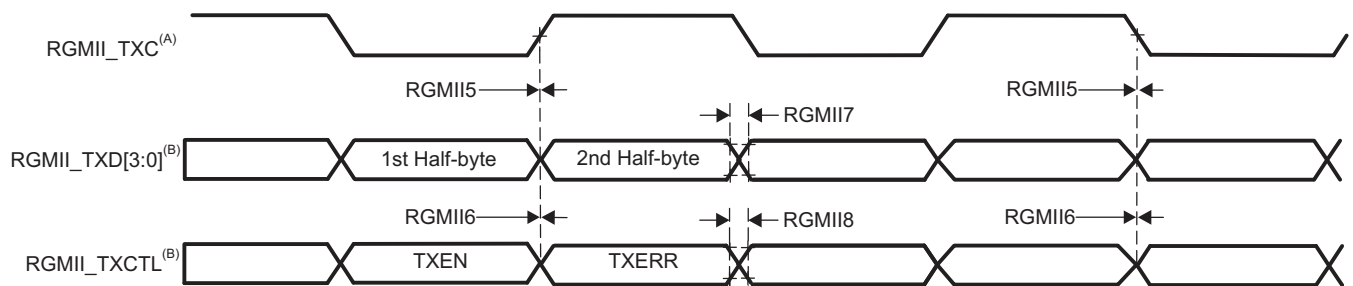 RGMII_TXC(A)
RGMII5
RGMII5
RGMII7
RGMII_TXD[3:0](B)
1st Half-byte
2nd Half-byte
RGMII6
RGMII8
RGMII6
RGMII_TXCTL(B)
TXEN
TXERR